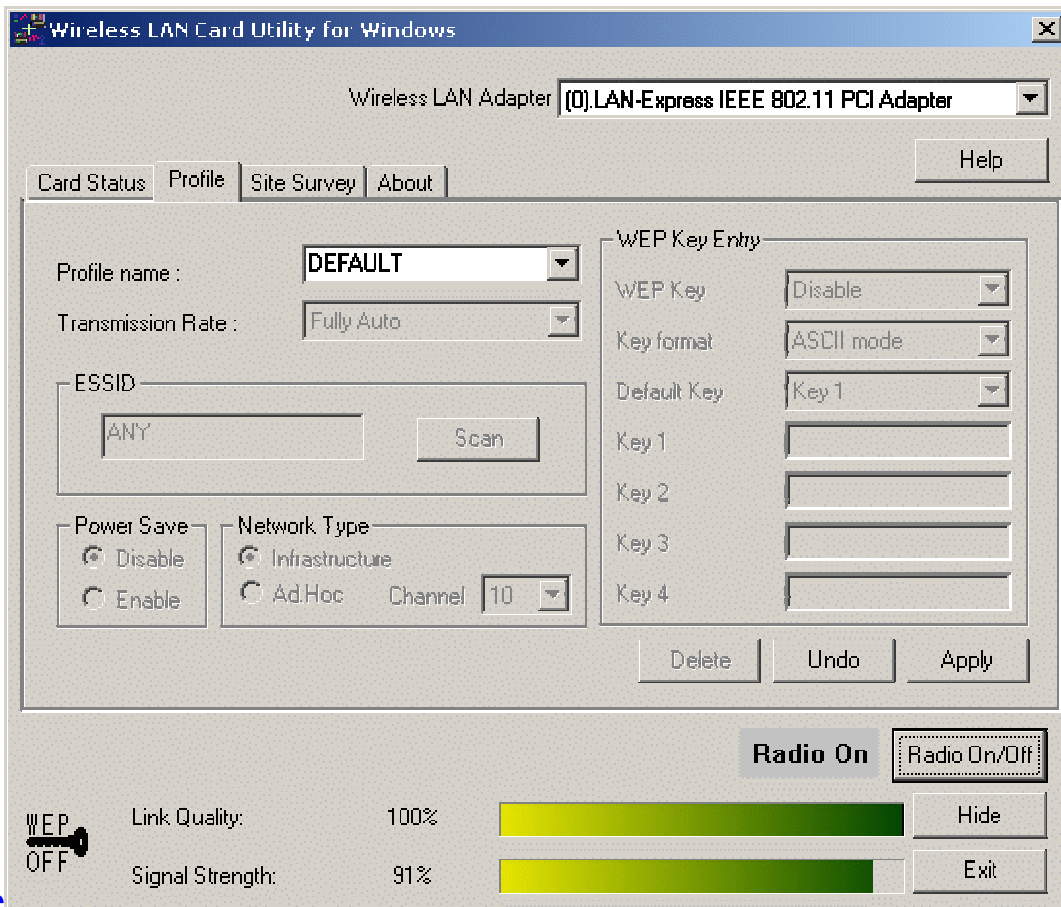 Wireless LAN Card Utility for Windows
Wireless LAN Adapter (0).LAN-Express IEEE 802.11 PCI Adapter
Help
Card Status Profile Site Survey About
Profile name : DEFAULT
Transmission Rate : Fully Auto
ESSID
ANY Scan
Power Save
Disable
Enable
Network Type
Infrastructure
Ad.Hoc Channel 10
WEP Key Entry
WEP Key Disable
Key format ASCII mode
Default Key Key 1
Key 1
Key 2
Key 3
Key 4
Delete Undo Apply
Radio On Radio On/Off
WEP OFF
Link Quality: 100% Hide
Signal Strength: 91% Exit